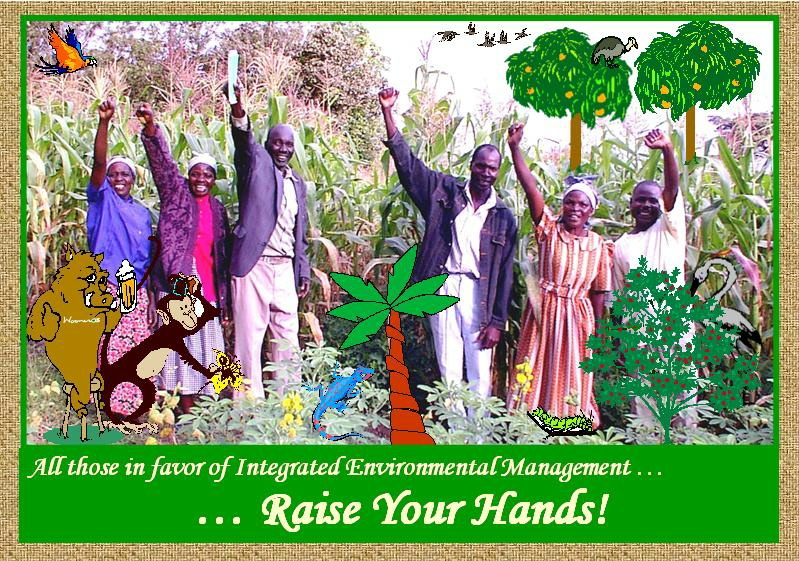 All those in favor of Integrated Environmental Management ...
... Raise Your Hands!